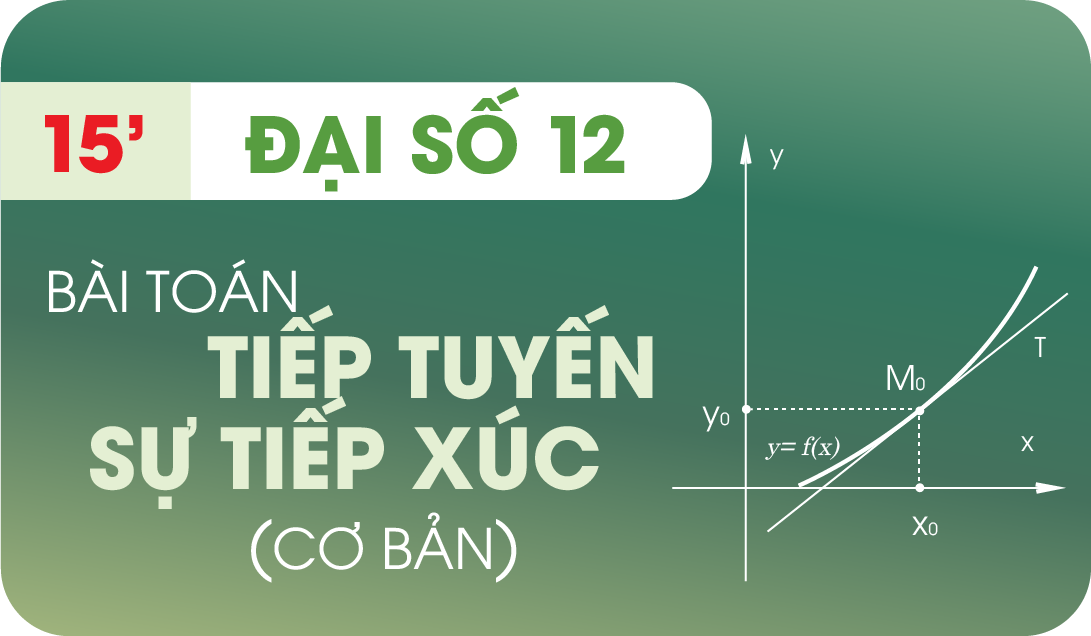 15’ ĐẠI SỐ 12
BÀI TOÁN
TIẾP TUYẾN
SỰ TIẾP XÚC
(CƠ BẢN)
y
T
M₀
y₀
y= f(x)
x
x₀